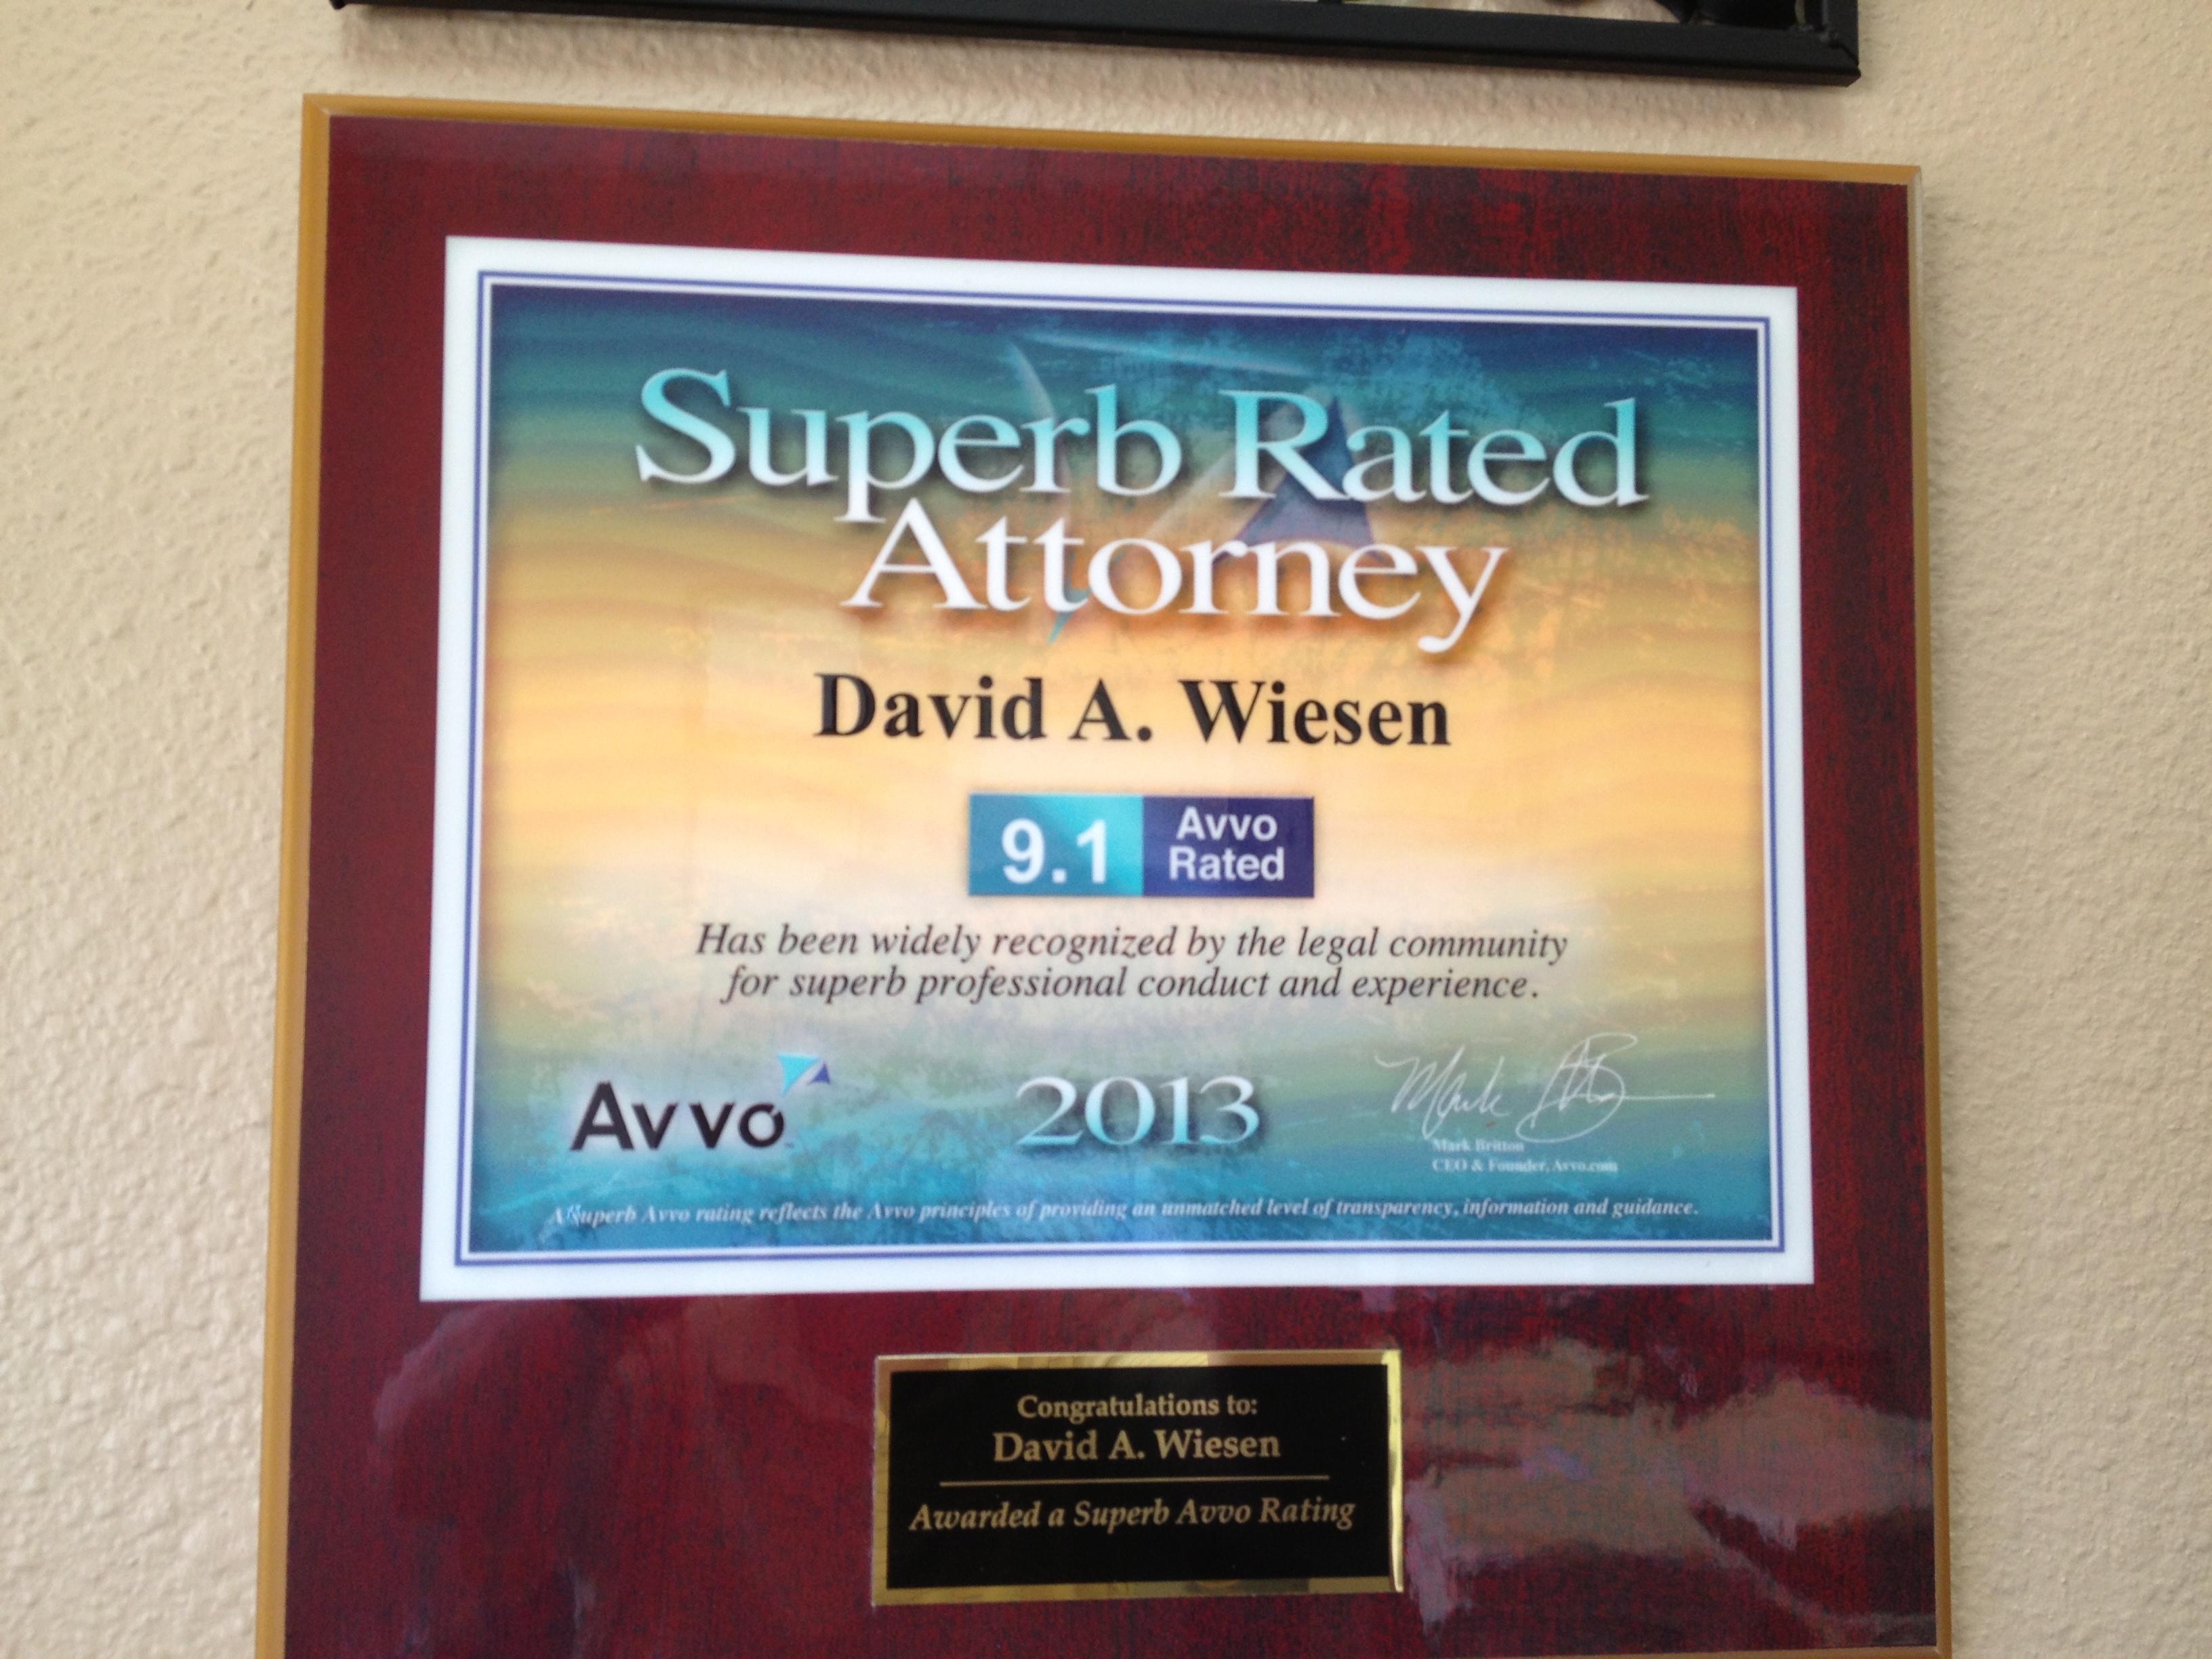 Superb Rated
Attorney
David A. Wiesen
9.1
Avvo
Rated
Has been widely recognized by the legal community
for superb professional conduct and experience.
Avvo
2013
Mark Britton
CEO & Founder, Avvo.com
A Superb Avvo rating reflects the Avvo principles of providing an unmatched level of transparency, information and guidance.
Congratulations to:
David A. Wiesen
Awarded a Superb Avvo Rating